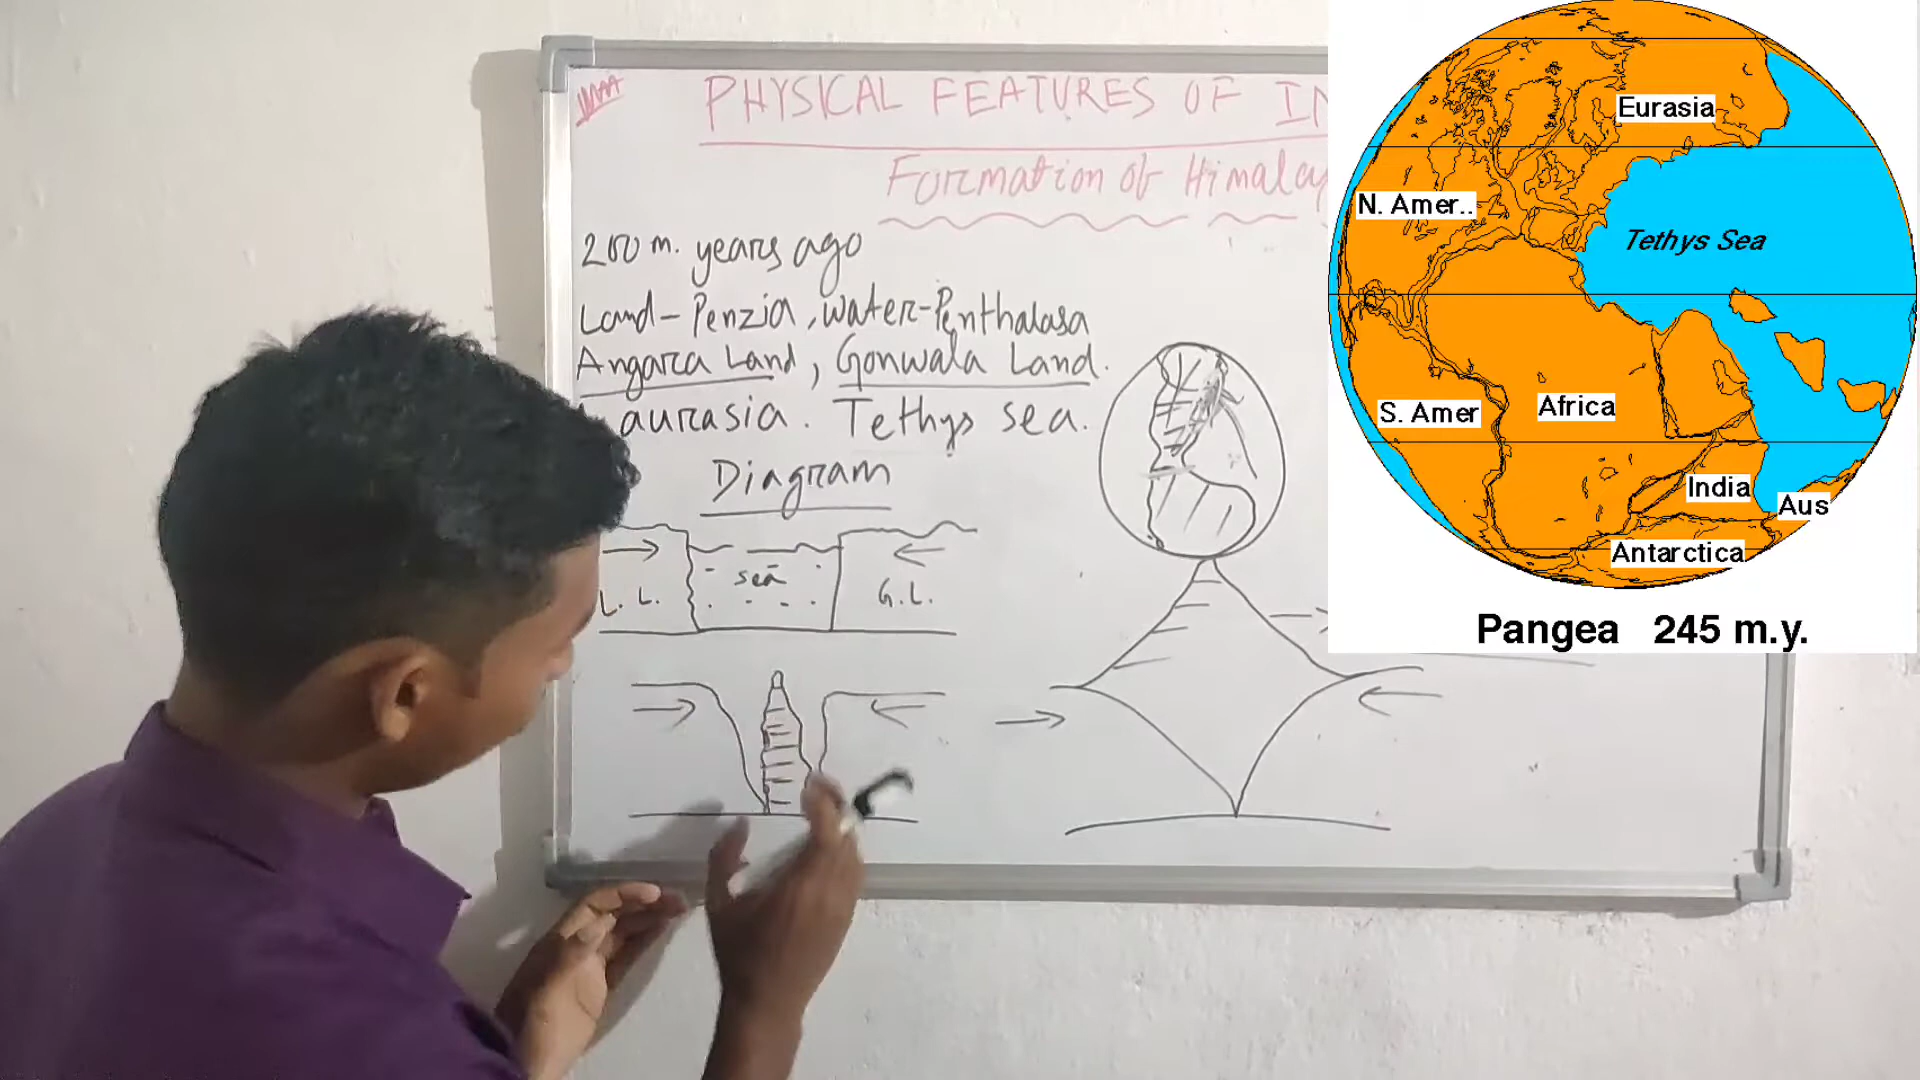 PHYSICAL FEATURES OF IN
Formation of Himalay
200 m. years ago
Land - Penzia, water - Penthalasa
Angara Land, Gonwala Land.
aurasia. Tethys sea.
Diagram
sea
L. L.
G. L.
Eurasia
N. Amer..
Tethys Sea
S. Amer
Africa
India
Aus
Antarctica
Pangea 245 m.y.